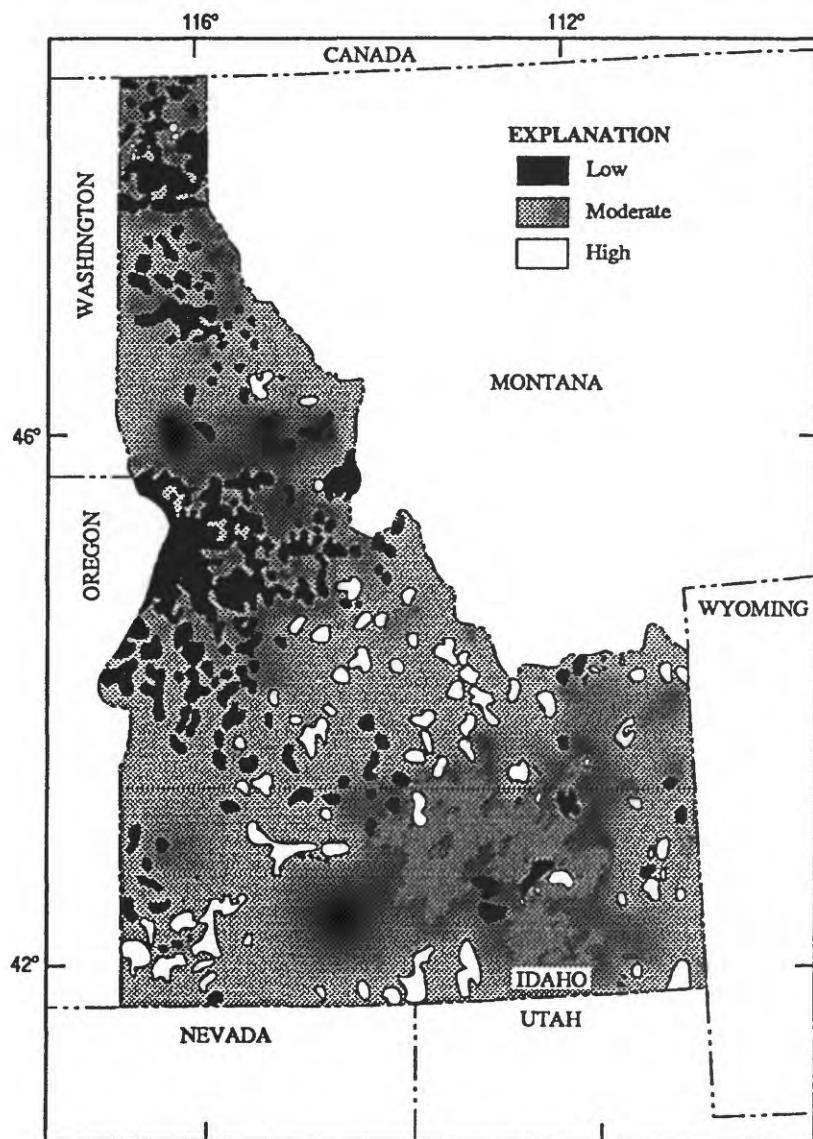 116°
112°
CANADA
EXPLANATION
Low
Moderate
High
WASHINGTON
MONTANA
46°
OREGON
WYOMING
42°
IDAHO
NEVADA
UTAH